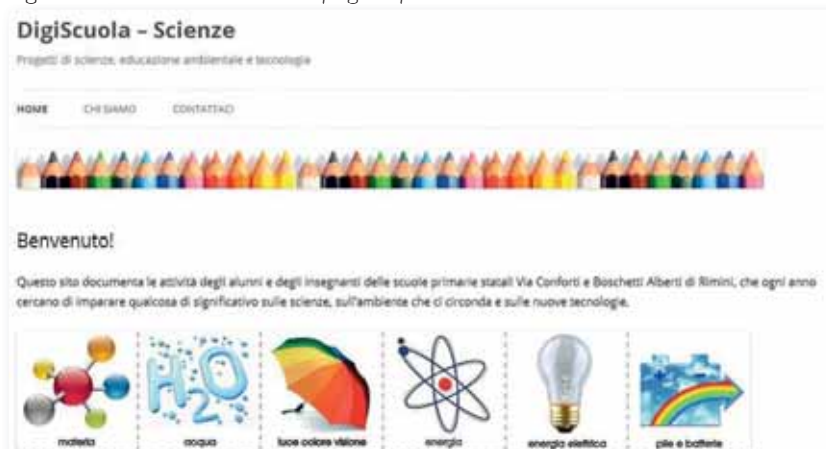 DigiScuola – Scienze
Progetti di scienze, educazione ambientale e tecnologia
HOME CHI SIAMO CONTATTACI
Benvenuto!
Questo sito documenta le attività degli alunni e degli insegnanti delle scuole primarie statali Via Conforti e Boschetti Alberti di Rimini, che ogni anno
cercano di imparare qualcosa di significativo sulle scienze, sull'ambiente che ci circonda e sulle nuove tecnologie.
H2O
materia acqua luce colore visione energia energia elettrica pile e batterie